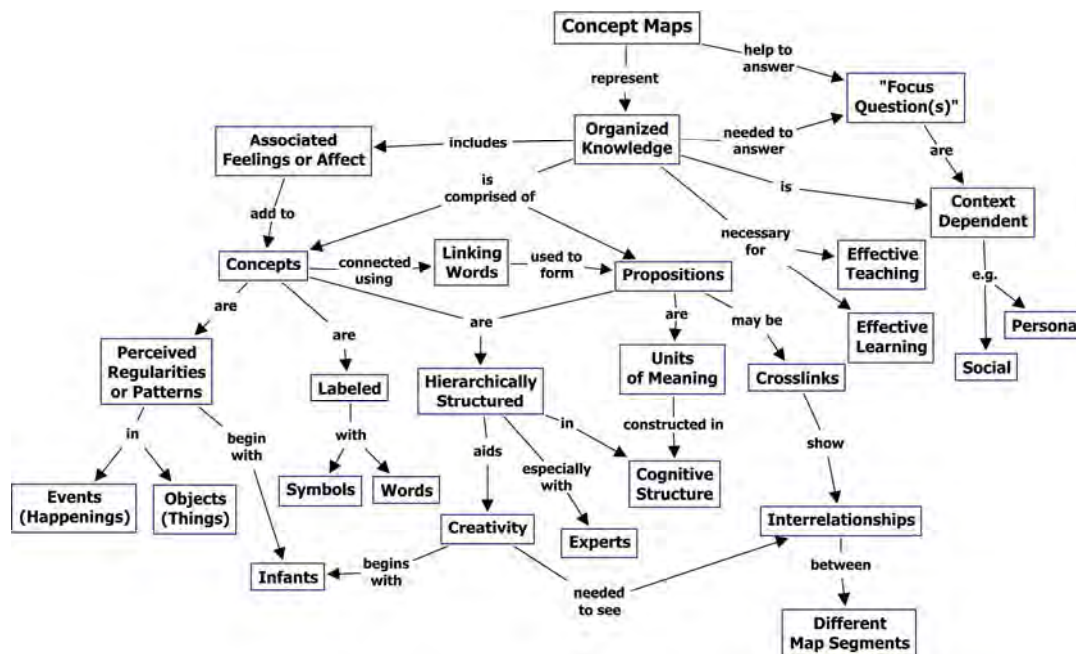 Concept Maps
help to
answer
represent
"Focus
Question(s)"
Organized
Knowledge
needed to
answer
Associated
Feelings or Affect
includes
are
is
comprised of
is
Context
Dependent
add to
necessary
for
Concepts
connected
using
Linking
Words
used to
form
Propositions
Effective
Teaching
e.g.
are
are
are
are
may be
Effective
Learning
Persona
Social
Perceived
Regularities
or Patterns
Labeled
Hierarchically
Structured
Units
of Meaning
Crosslinks
in
begin
with
with
aids
in
especially
with
constructed in
show
Events
(Happenings)
Objects
(Things)
Symbols
Words
Cognitive
Structure
Creativity
Experts
Interrelationships
Infants
begins
with
needed
to see
between
Different
Map Segments